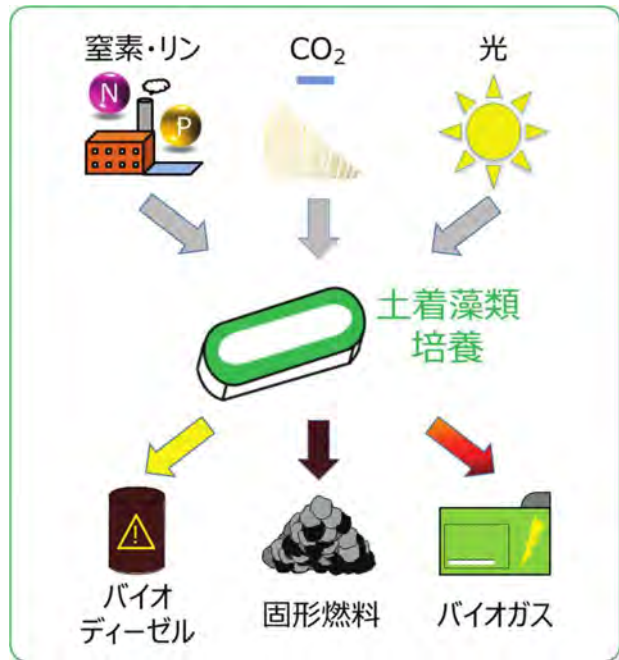 窒素・リン
CO₂
光
N
P
土着藻類
培養
バイオ
ディーゼル
固形燃料
バイオガス